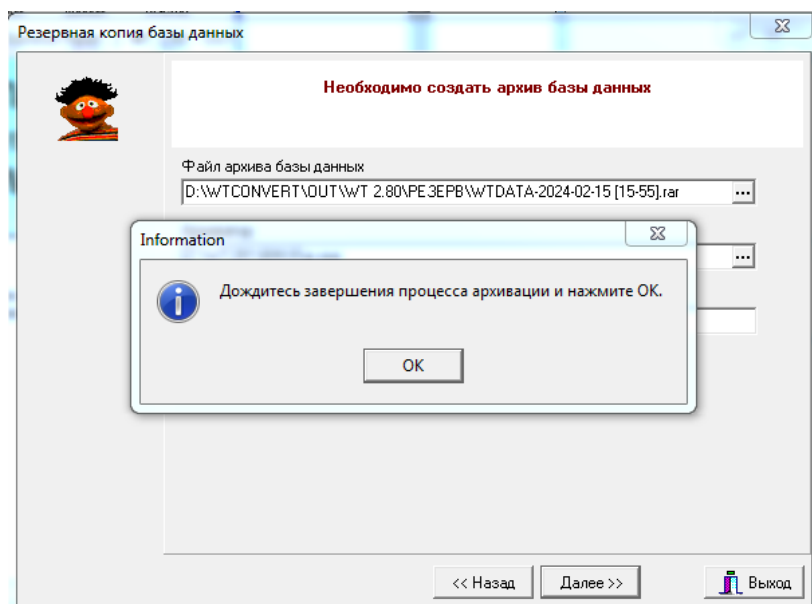 Резервная копия базы данных
Необходимо создать архив базы данных
Файл архива базы данных
D:\WTCONVERT\OUT\WT 2.80\РЕЗЕРВ\WTDATA-2024-02-15 [15-55].rar
...
Information
...
Дождитесь завершения процесса архивации и нажмите ОК.
OK
<< Назад
Далее >>
Выход